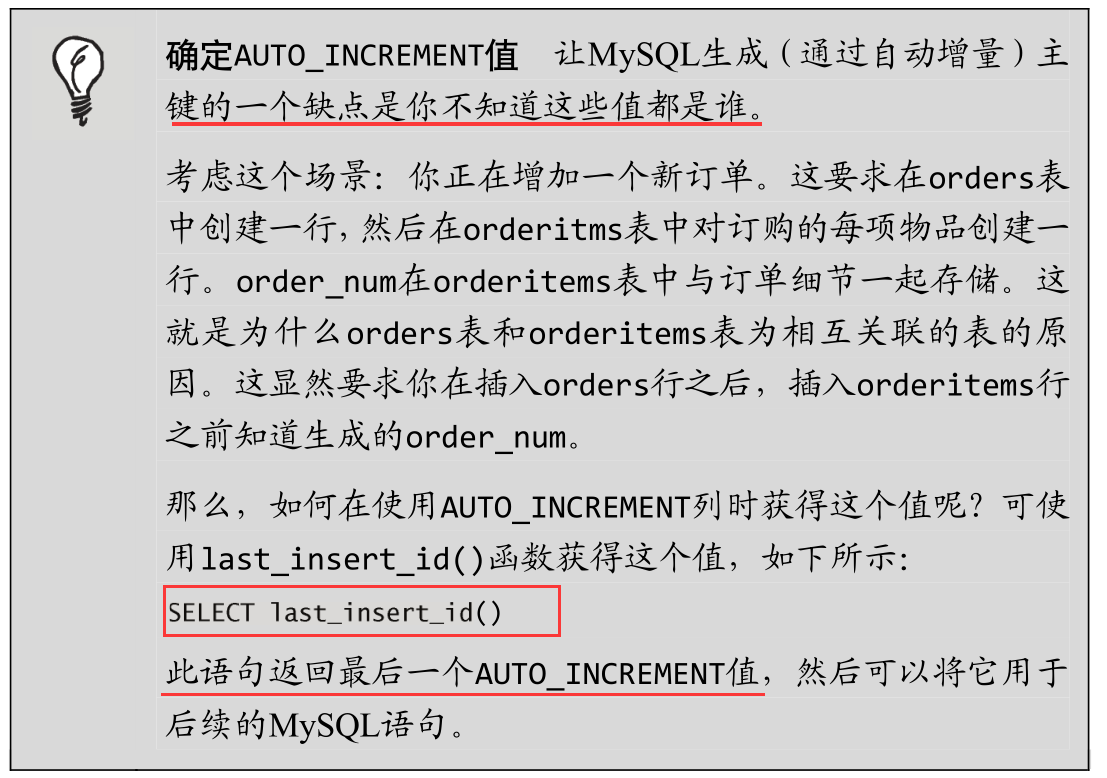 确定AUTO_INCREMENT值 让MySQL生成（通过自动增量）主
键的一个缺点是你不知道这些值都是谁。
考虑这个场景：你正在增加一个新订单。这要求在orders表
中创建一行，然后在orderitms表中对订购的每项物品创建一
行。order_num在orderitems表中与订单细节一起存储。这
就是为什么orders表和orderitems表为相互关联的表的原
因。这显然要求你在插入orders行之后，插入orderitems行
之前知道生成的order_num。
那么，如何在使用AUTO_INCREMENT列时获得这个值呢？可使
用last_insert_id()函数获得这个值，如下所示：
SELECT last_insert_id()
此语句返回最后一个AUTO_INCREMENT值，然后可以将它用于
后续的MySQL语句。